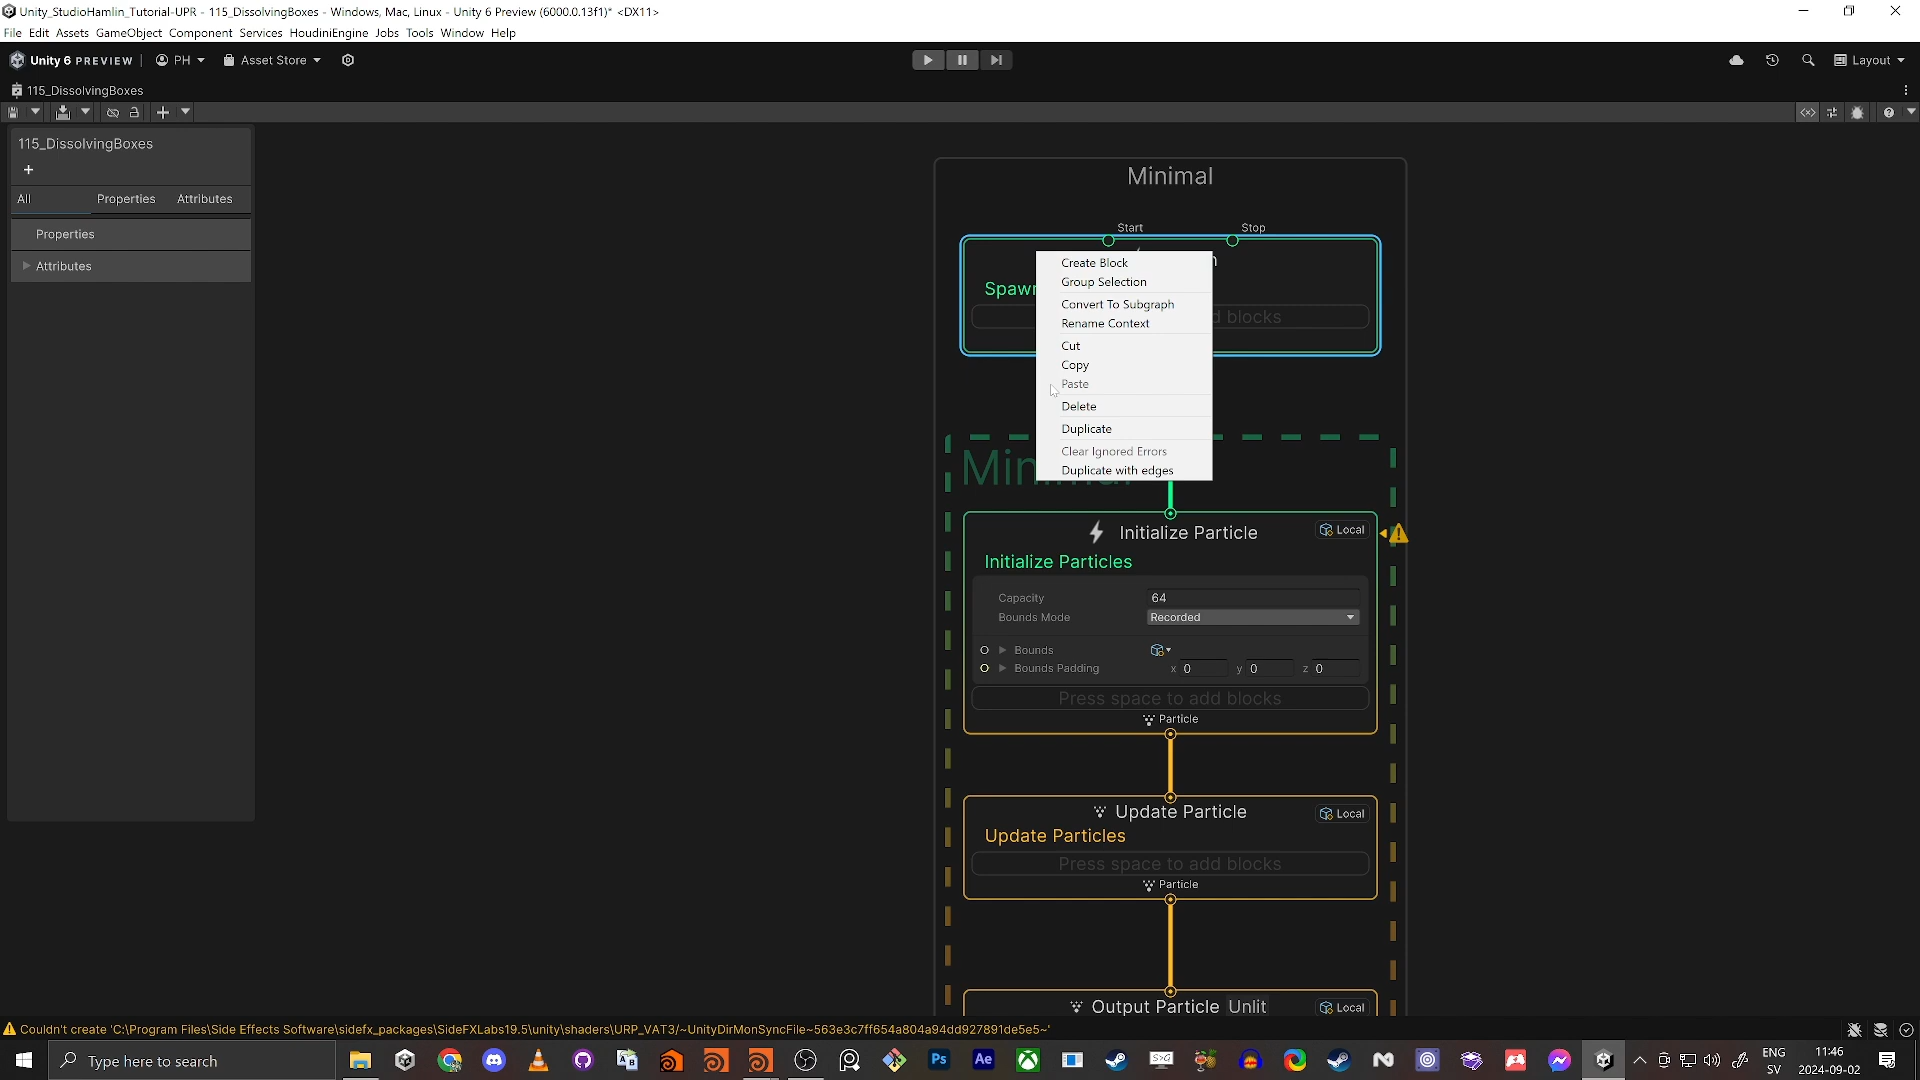 Unity_StudioHamlin_Tutorial-UPR - 115_DissolvingBoxes - Windows, Mac, Linux - Unity 6 Preview (6000.0.13f1)* <DX11>
File Edit Assets GameObject Component Services HoudiniEngine Jobs Tools Window Help
Unity 6 PREVIEW PH Asset Store Layout
115_DissolvingBoxes
115_DissolvingBoxes
+
All Properties Attributes
Properties
Attributes
Minimal
Start Stop
Create Block
Group Selection
Convert To Subgraph
Rename Context
Cut
Copy
Paste
Delete
Duplicate
Clear Ignored Errors
Duplicate with edges
Spawn
d blocks
Initialize Particle Local
Initialize Particles
Capacity 64
Bounds Mode Recorded
Bounds
Bounds Padding x 0 y 0 z 0
Press space to add blocks
Particle
Update Particle Local
Update Particles
Press space to add blocks
Particle
Output Particle Unlit Local
Couldn't create 'C:\Program Files\Side Effects Software\sidefx_packages\SideFXLabs19.5\unity\shaders\URP_VAT3/~UnityDirMonSyncFile~563e3c7ff654a804a94dd927891de5e5~'
Type here to search
Ps Ae
ENG 11:46
SV 2024-09-02